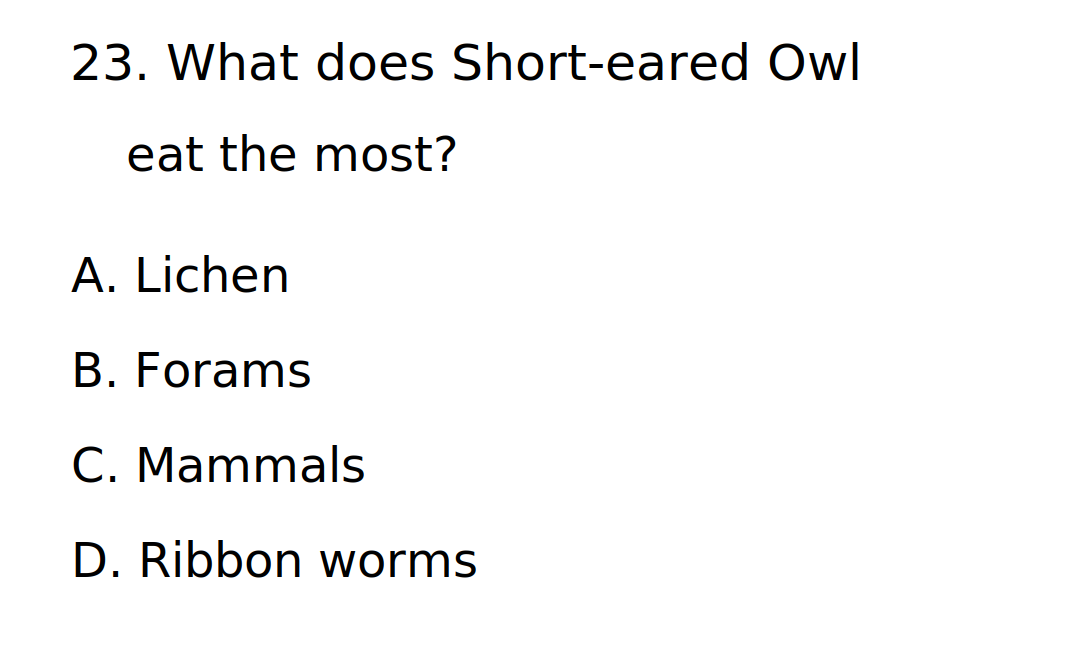 23. What does Short-eared Owl
eat the most?
A. Lichen
B. Forams
C. Mammals
D. Ribbon worms